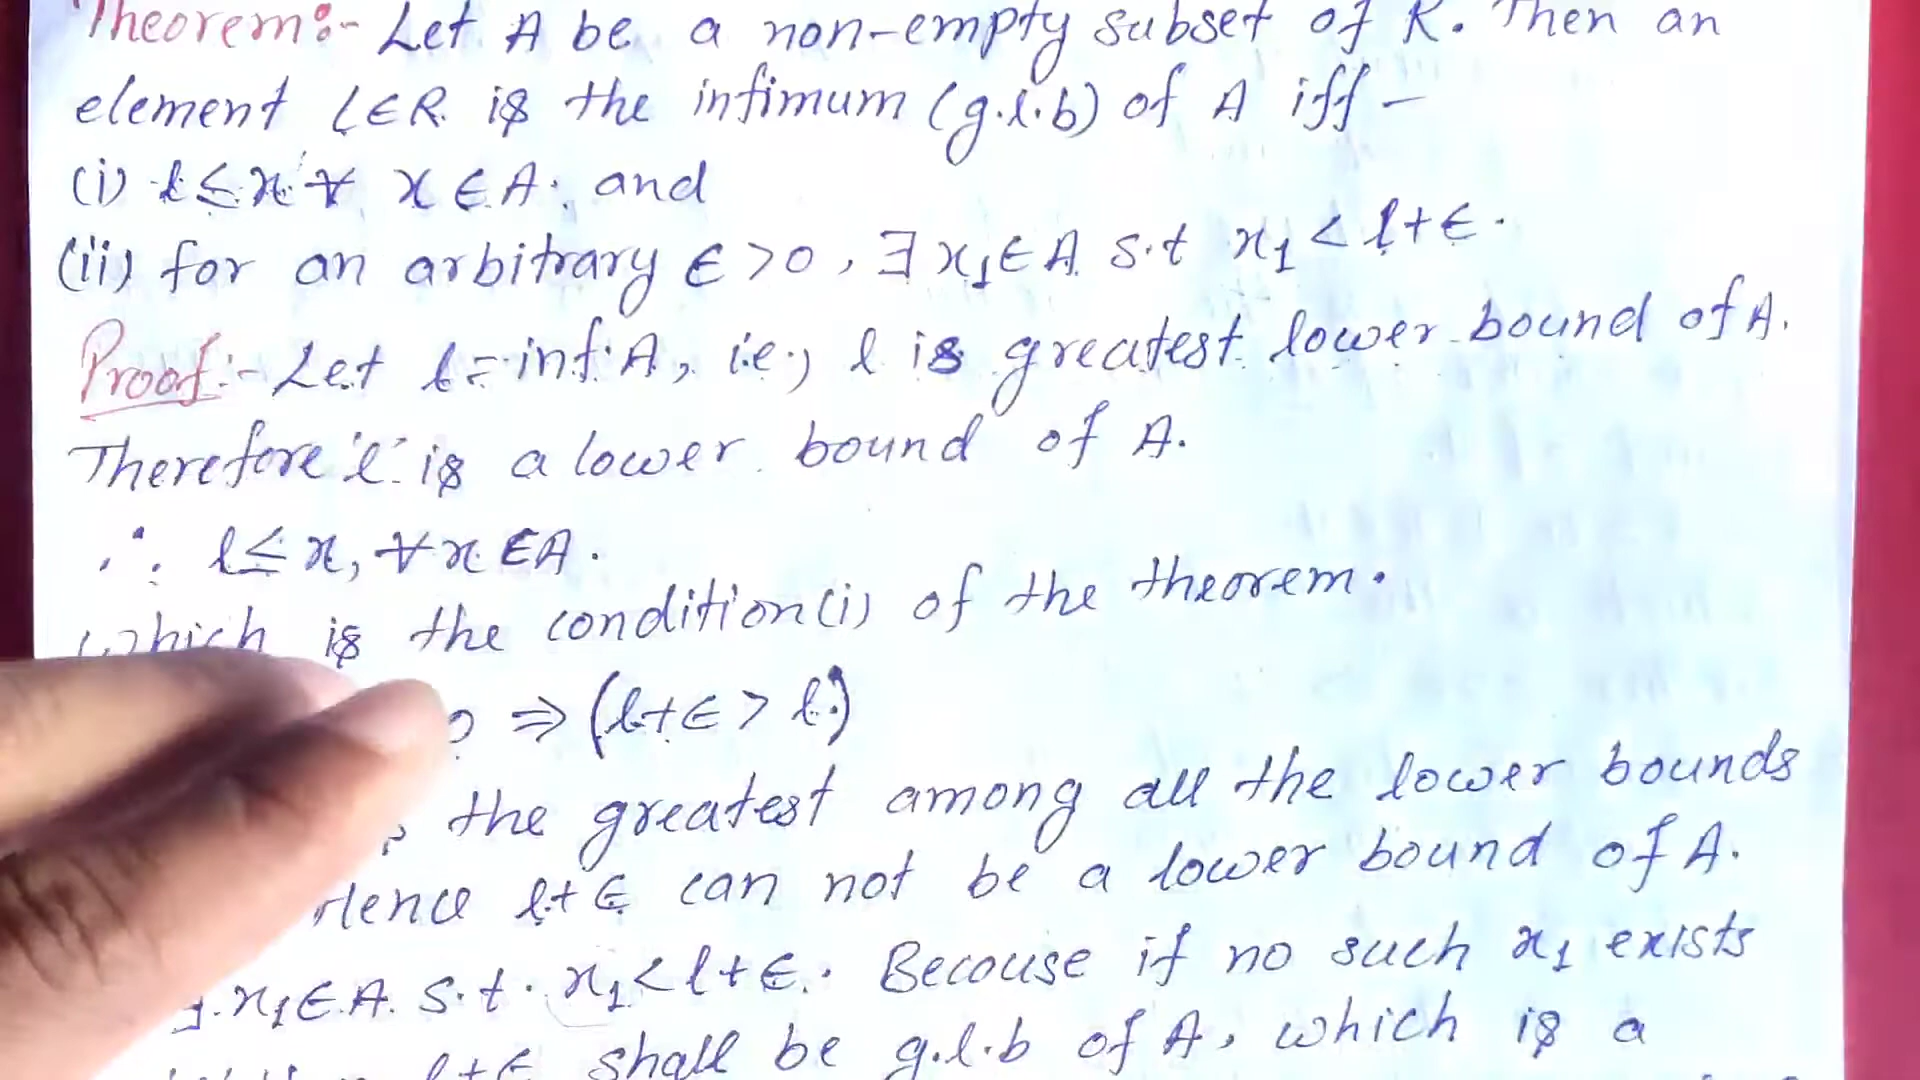 Theorem:- Let A be a non-empty subset of R. Then an
element l∈R is the infimum (g.l.b) of A iff —
(i) l≤x ∀ x∈A, and
(ii) for an arbitrary ∈>0, ∃ x₁∈A s.t x₁<l+∈.
Proof:- Let l=inf.A, i.e., l is greatest lower bound of A.
Therefore 'l' is a lower bound of A.
∴ l≤x, ∀x∈A.
which is the condition(i) of the theorem.
⇒ (l+∈>l)
the greatest among all the lower bounds
Hence l+∈ can not be a lower bound of A.
x₁∈A s.t. x₁<l+∈. Becouse if no such x₁ exists
l+∈ shall be g.l.b of A, which is a